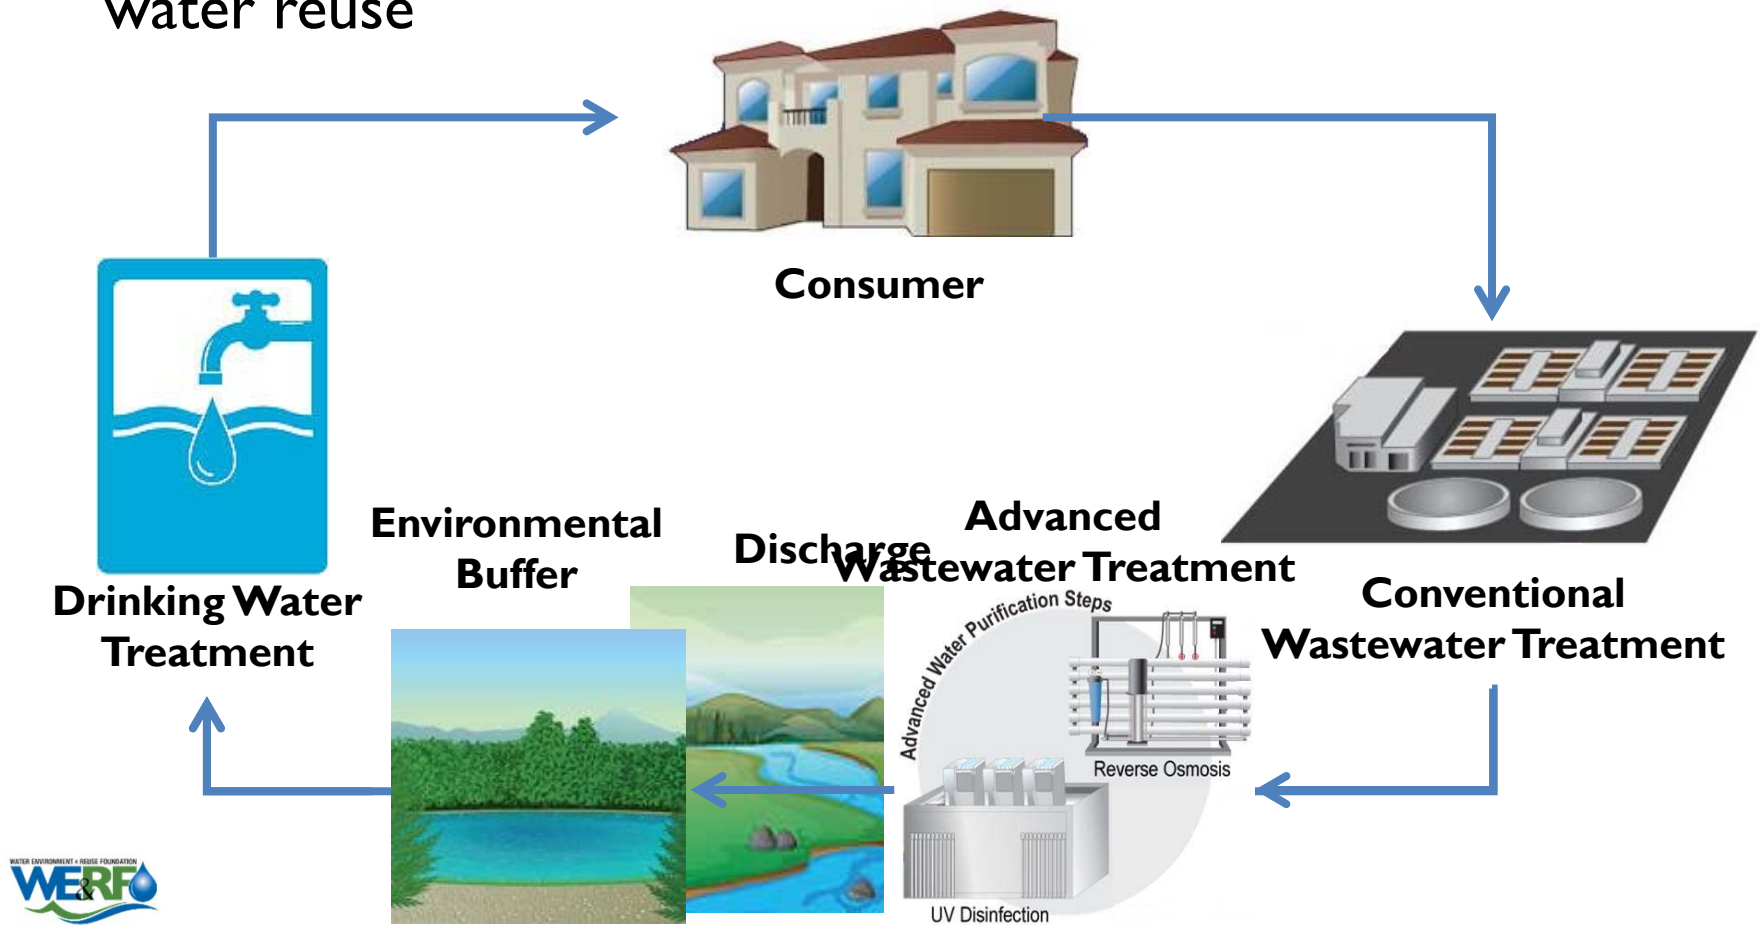 water reuse
Consumer
Environmental
Buffer
Discharge
Advanced
Wastewater Treatment
Drinking Water
Treatment
Conventional
Wastewater Treatment
Advanced Water Purification Steps
Reverse Osmosis
UV Disinfection
WATER ENVIRONMENT & REUSE FOUNDATION
WE&RF